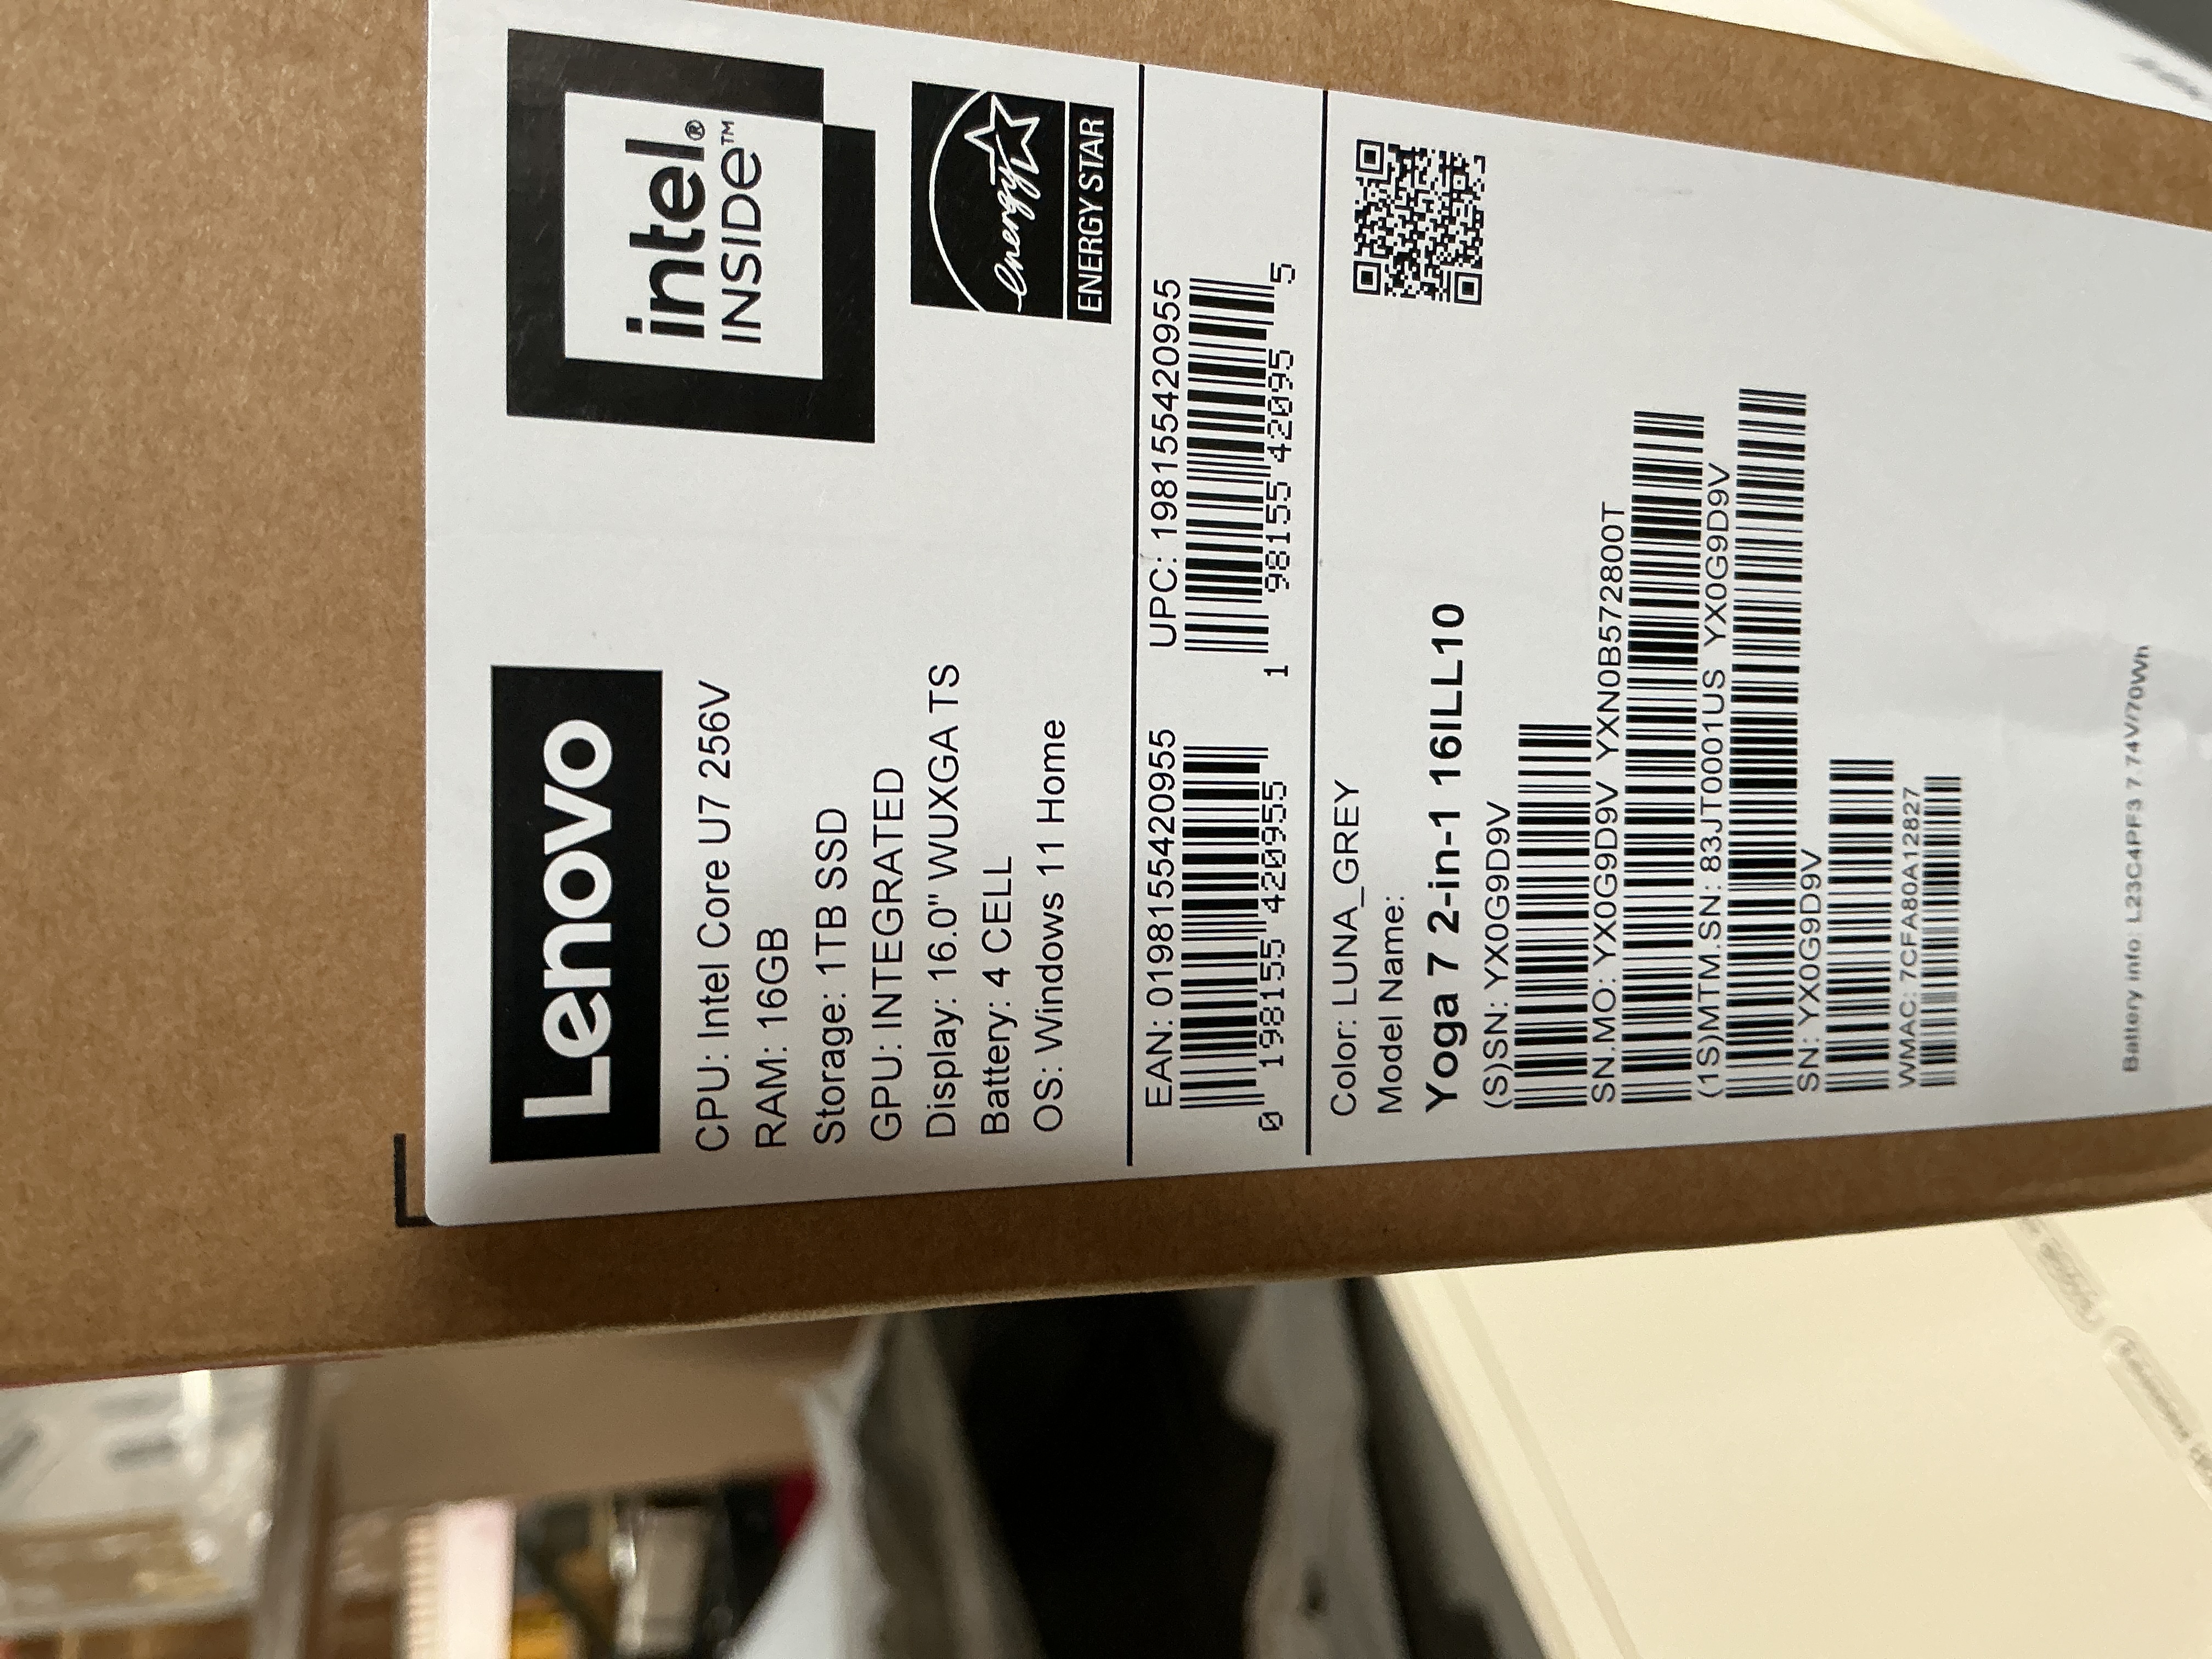 Lenovo
intel®
INSIDE™
CPU: Intel Core U7 256V
RAM: 16GB
Storage: 1TB SSD
GPU: INTEGRATED
Display: 16.0" WUXGA TS
Battery: 4 CELL
OS: Windows 11 Home
energy
ENERGY STAR
EAN: 0198155420955
UPC: 198155420955
0 198155 420955
1 98155 42095 5
Color: LUNA_GREY
Model Name:
Yoga 7 2-in-1 16ILL10
(S)SN: YX0G9D9V
SN.MO: YX0G9D9V YXN0B572800T
(1S)MTM.SN: 83JT0001US YX0G9D9V
SN: YX0G9D9V
WMAC: 7CFA80A12827
Battery info: L23C4PF3 7.74V/70Wh